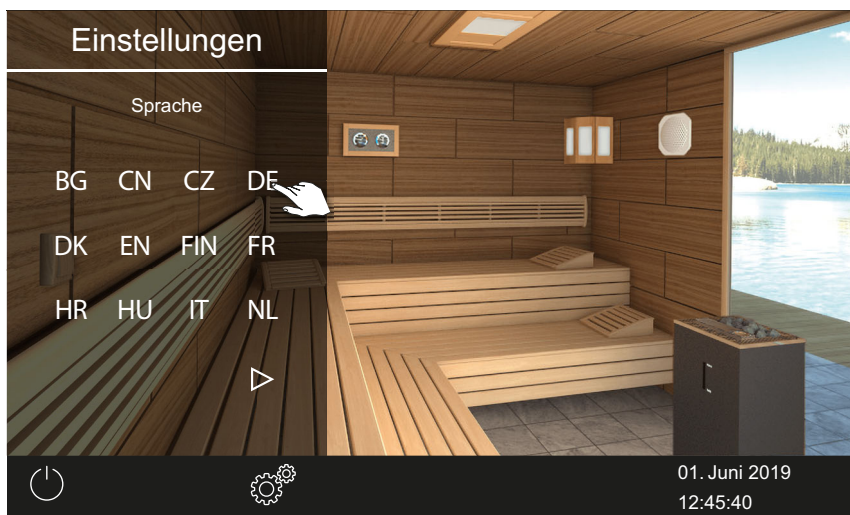 Einstellungen
Sprache
BG CN CZ DE
DK EN FIN FR
HR HU IT NL
01. Juni 2019
12:45:40